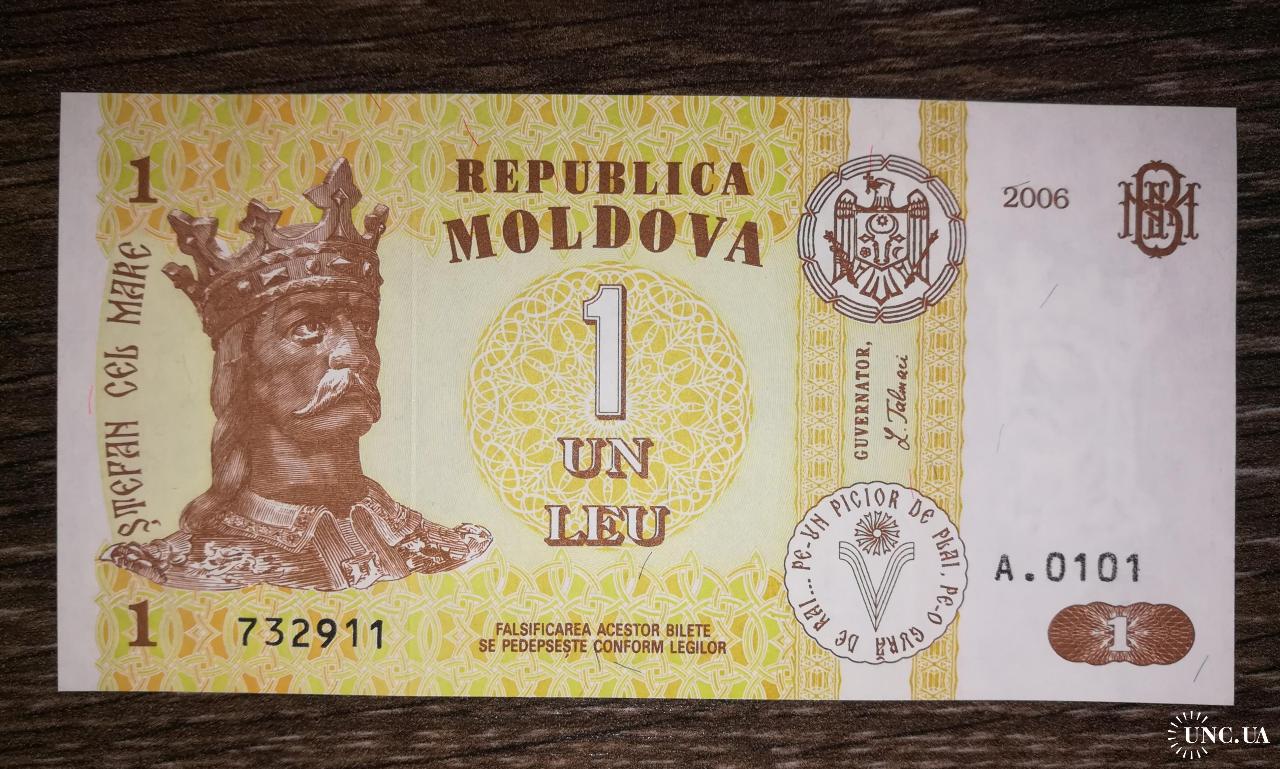 1
REPUBLICA
MOLDOVA
2006
BNM
ȘTEFAN CEL MARE
1
UN
LEU
GUVERNATOR,
L. Talmaci
PE-UN PICIOR DE PLAI, PE-O GURĂ DE RAI...
A.0101
1
732911
FALSIFICAREA ACESTOR BILETE
SE PEDEPSEȘTE CONFORM LEGILOR
1
UNC.UA